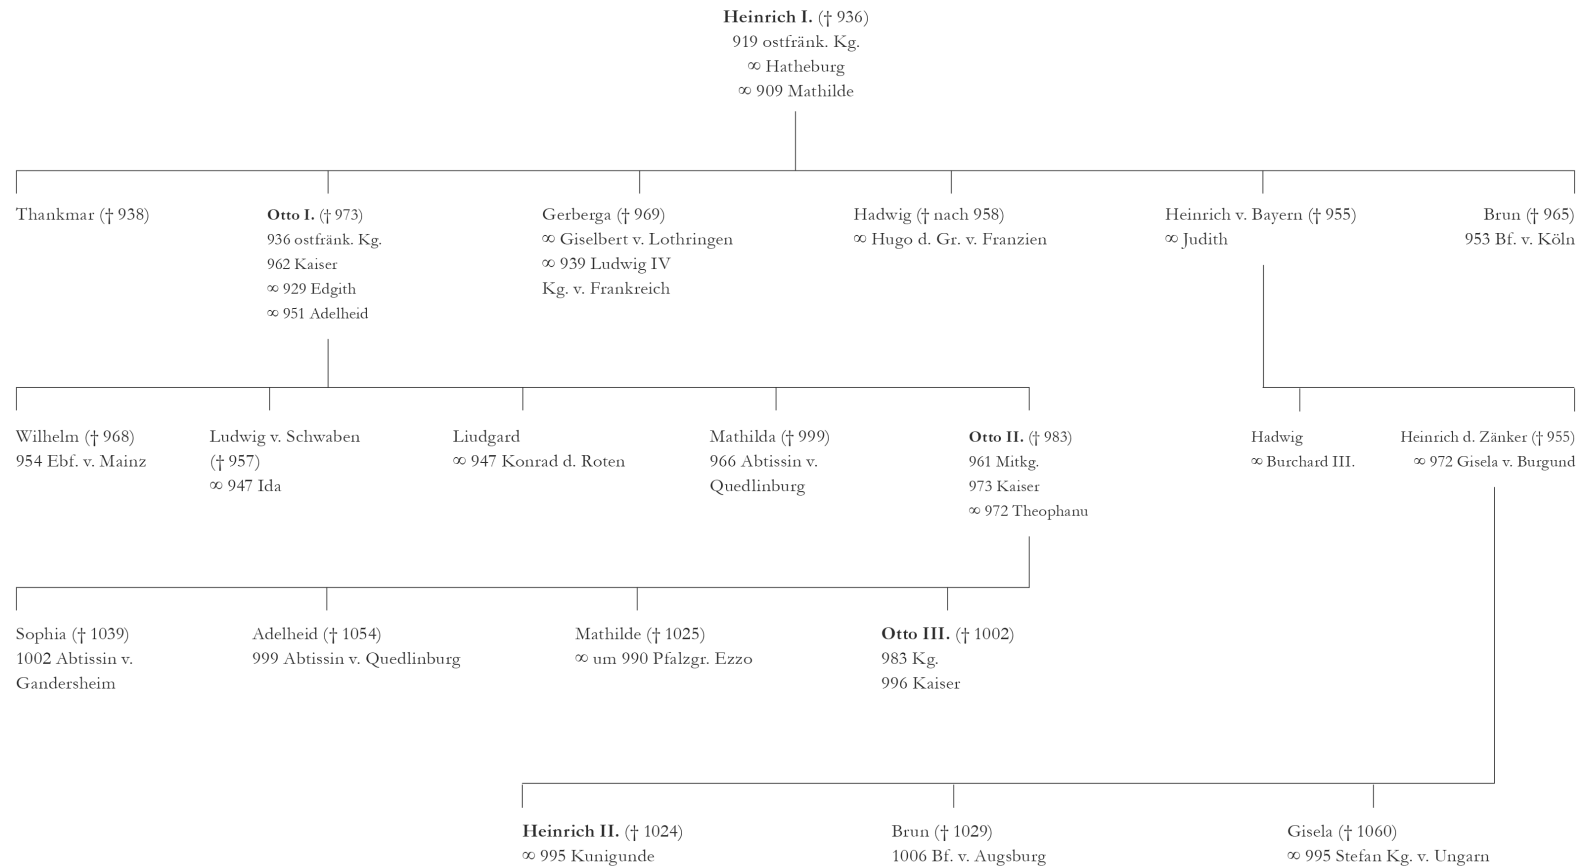 Heinrich I. († 936)
919 ostfränk. Kg.
∞ Hatheburg
∞ 909 Mathilde
Thankmar († 938)
Otto I. († 973)
936 ostfränk. Kg.
962 Kaiser
∞ 929 Edgith
∞ 951 Adelheid
Gerberga († 969)
∞ Giselbert v. Lothringen
∞ 939 Ludwig IV
Kg. v. Frankreich
Hadwig († nach 958)
∞ Hugo d. Gr. v. Franzien
Heinrich v. Bayern († 955)
∞ Judith
Brun († 965)
953 Bf. v. Köln
Wilhelm († 968)
954 Ebf. v. Mainz
Ludwig v. Schwaben
(† 957)
∞ 947 Ida
Liudgard
∞ 947 Konrad d. Roten
Mathilda († 999)
966 Abtissin v.
Quedlinburg
Otto II. († 983)
961 Mitkg.
973 Kaiser
∞ 972 Theophanu
Hadwig
∞ Burchard III.
Heinrich d. Zänker († 955)
∞ 972 Gisela v. Burgund
Sophia († 1039)
1002 Abtissin v.
Gandersheim
Adelheid († 1054)
999 Abtissin v. Quedlinburg
Mathilde († 1025)
∞ um 990 Pfalzgr. Ezzo
Otto III. († 1002)
983 Kg.
996 Kaiser
Heinrich II. († 1024)
∞ 995 Kunigunde
Brun († 1029)
1006 Bf. v. Augsburg
Gisela († 1060)
∞ 995 Stefan Kg. v. Ungarn